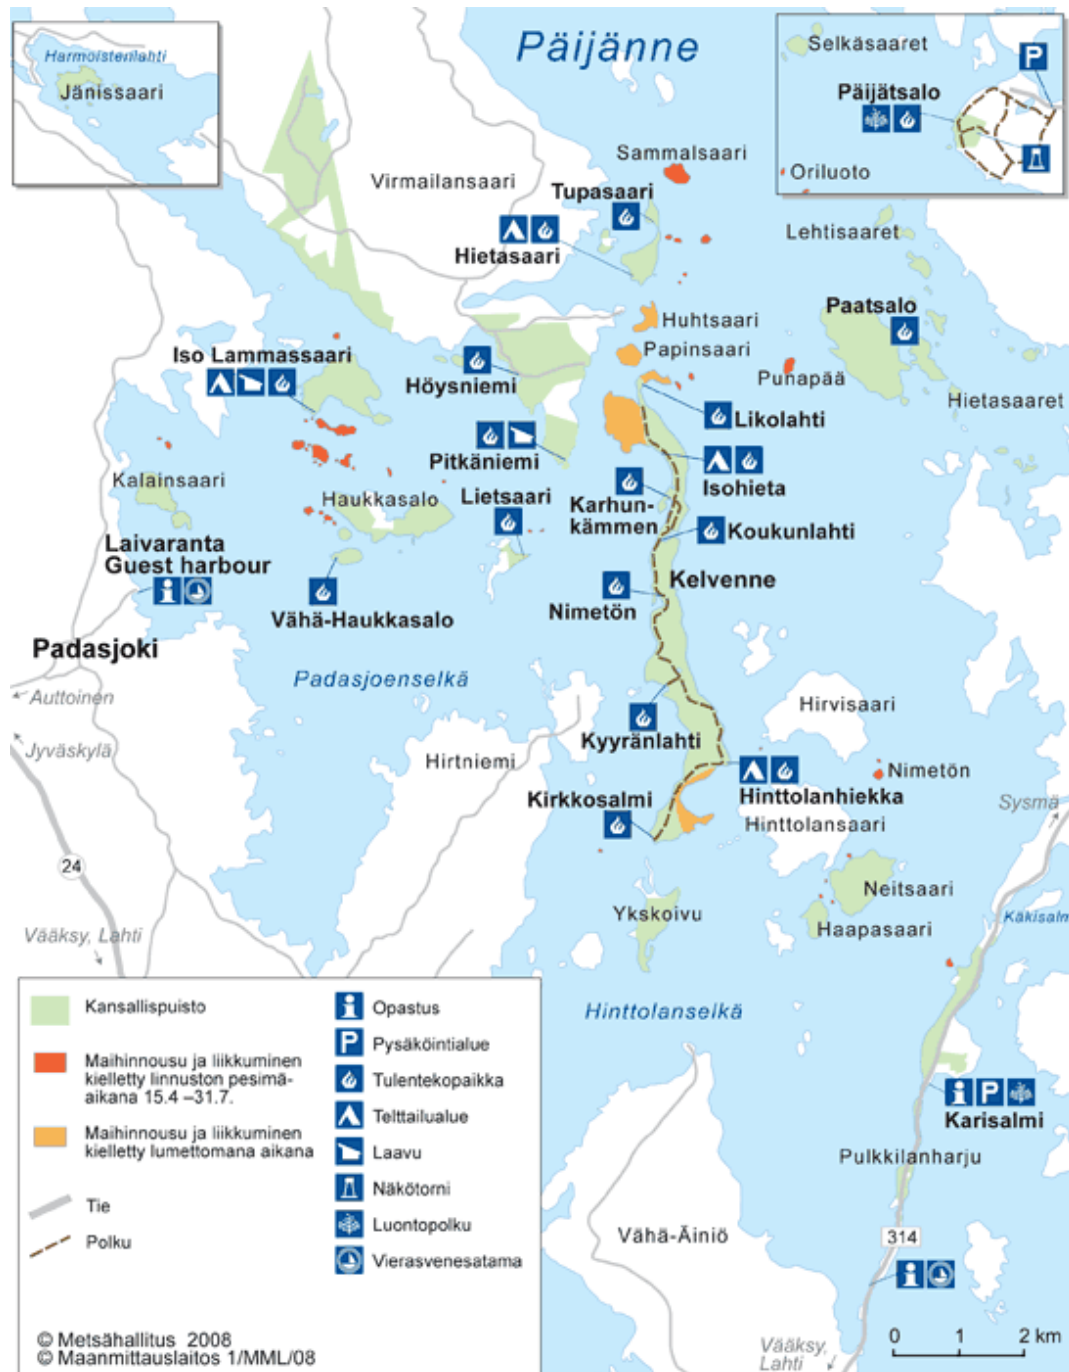 Päijänne
Harmoistenlahti
Jänissaari
Selkäsaaret
P
Päijätsalo
Oriluoto
Sammalsaari
Virmailansaari
Tupasaari
Hietasaari
Lehtisaaret
Paatsalo
Huhtsaari
Papinsaari
Punapää
Hietasaaret
Iso Lammassaari
Höysniemi
Likolahti
Pitkäniemi
Isohieta
Kalainsaari
Haukkasalo
Lietsaari
Karhun-
kämmen
Koukunlahti
Laivaranta
Guest harbour
Kelvenne
Nimetön
Vähä-Haukkasalo
Padasjoki
Padasjoenselkä
Auttoinen
Jyväskylä
Kyyränlahti
Hirvisaari
Hirtniemi
Nimetön
Kirkkosalmi
Hinttolanhiekka
Hinttolansaari
Sysmä
24
Neitsaari
Ykskoivu
Haapasaari
Käkisalm
Vääksy, Lahti
Hinttolanselkä
P
Karisalmi
Pulkkilanharju
Vähä-Äiniö
314
Vääksy,
Lahti
0 1 2 km
Kansallispuisto
Maihinnousu ja liikkuminen
kielletty linnuston pesimä-
aikana 15.4 –31.7.
Maihinnousu ja liikkuminen
kielletty lumettomana aikana
Tie
Polku
Opastus
P Pysäköintialue
Tulentekopaikka
Telttailualue
Laavu
Näkötorni
Luontopolku
Vierasvenesatama
© Metsähallitus 2008
© Maanmittauslaitos 1/MML/08